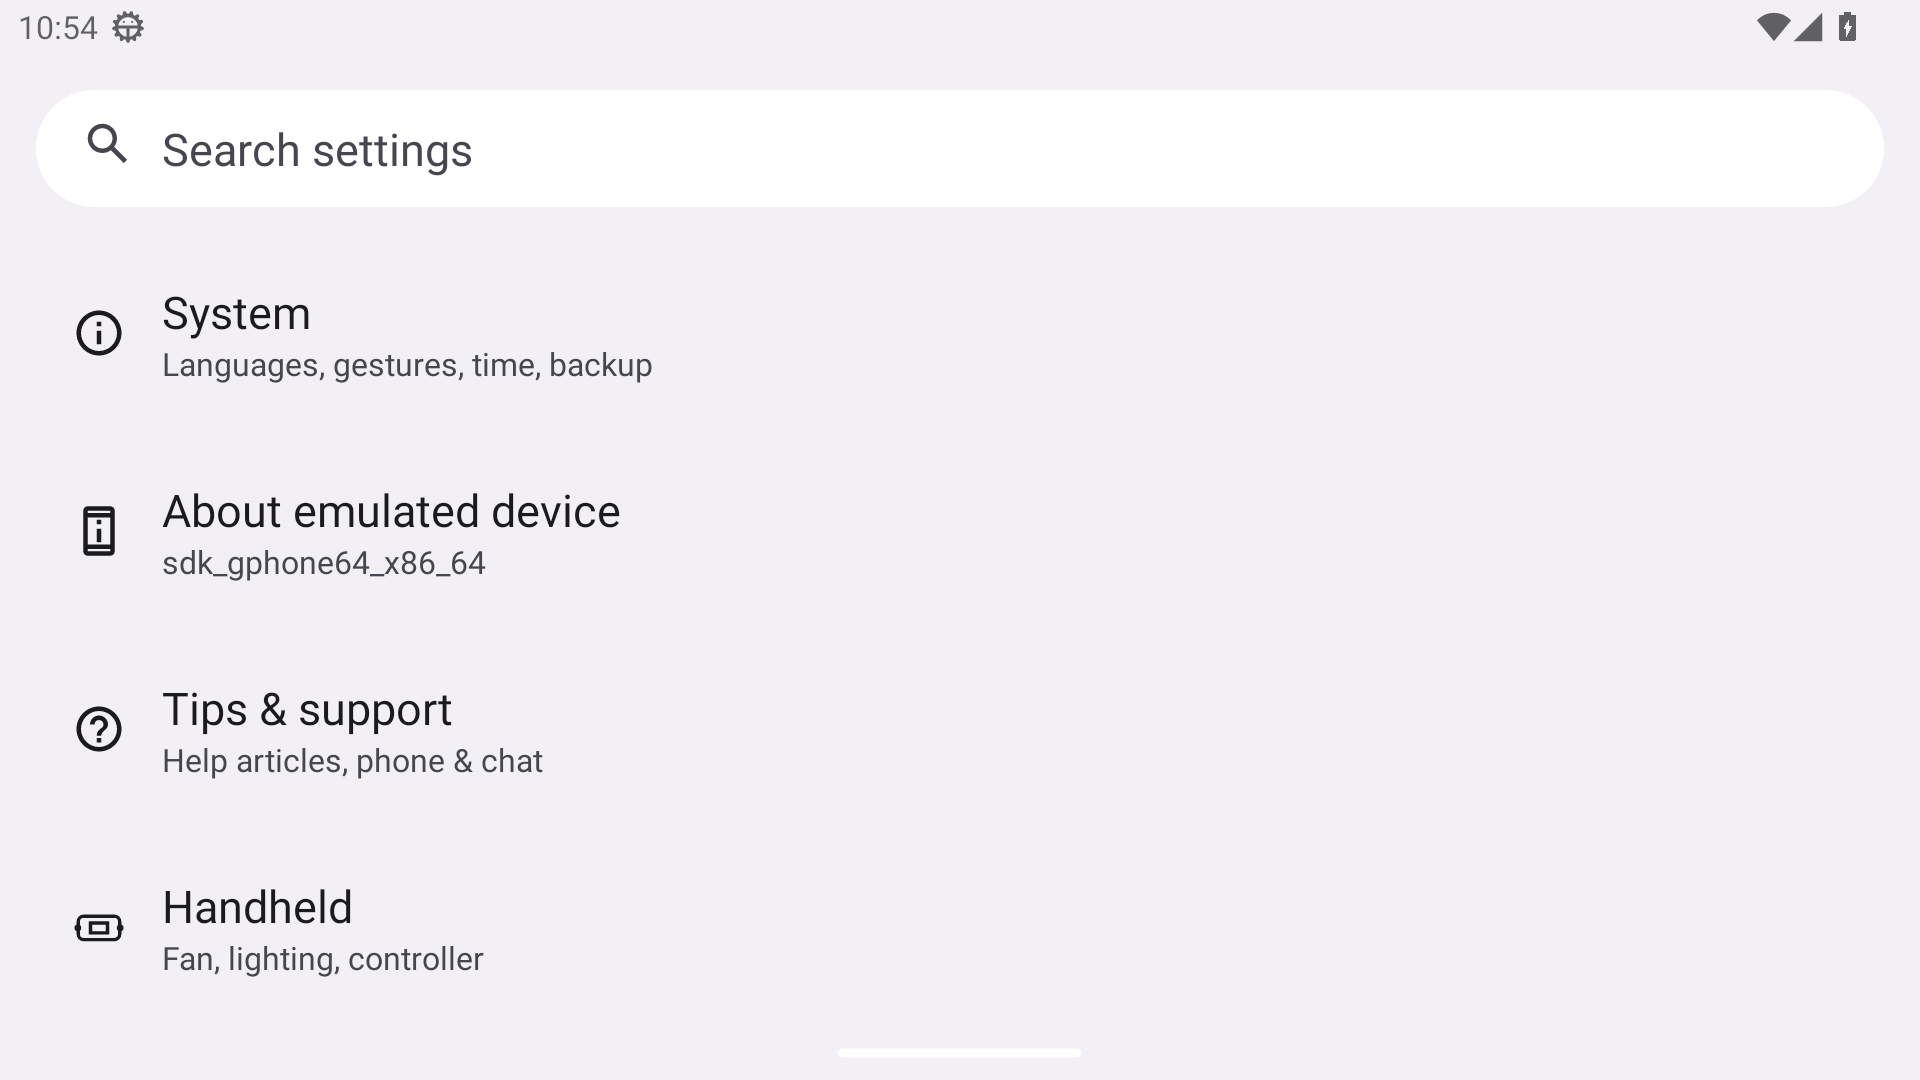 10:54
Search settings
System
Languages, gestures, time, backup
About emulated device
sdk_gphone64_x86_64
Tips & support
Help articles, phone & chat
Handheld
Fan, lighting, controller